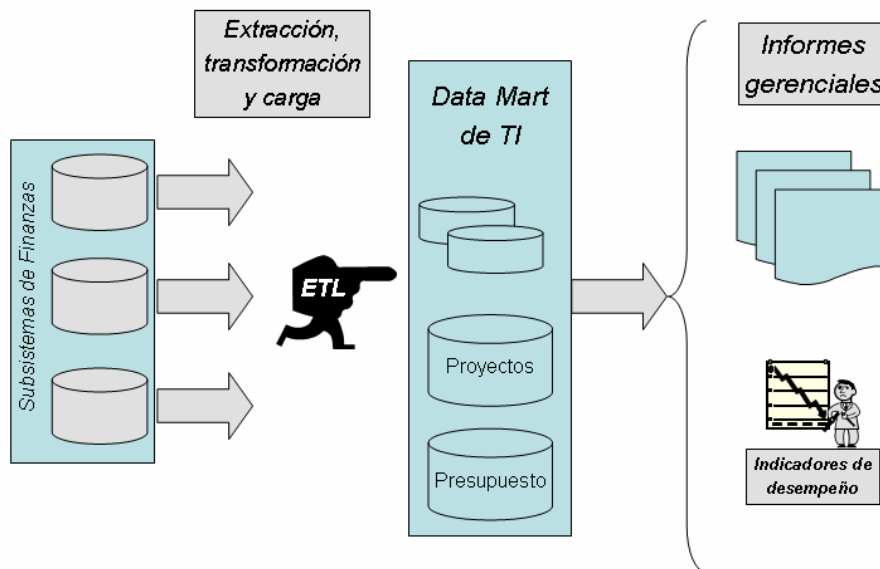 Extracción,
transformación
y carga
Informes
gerenciales
Data Mart
de TI
Subsistemas de Finanzas
ETL
Proyectos
Presupuesto
Indicadores de
desempeño